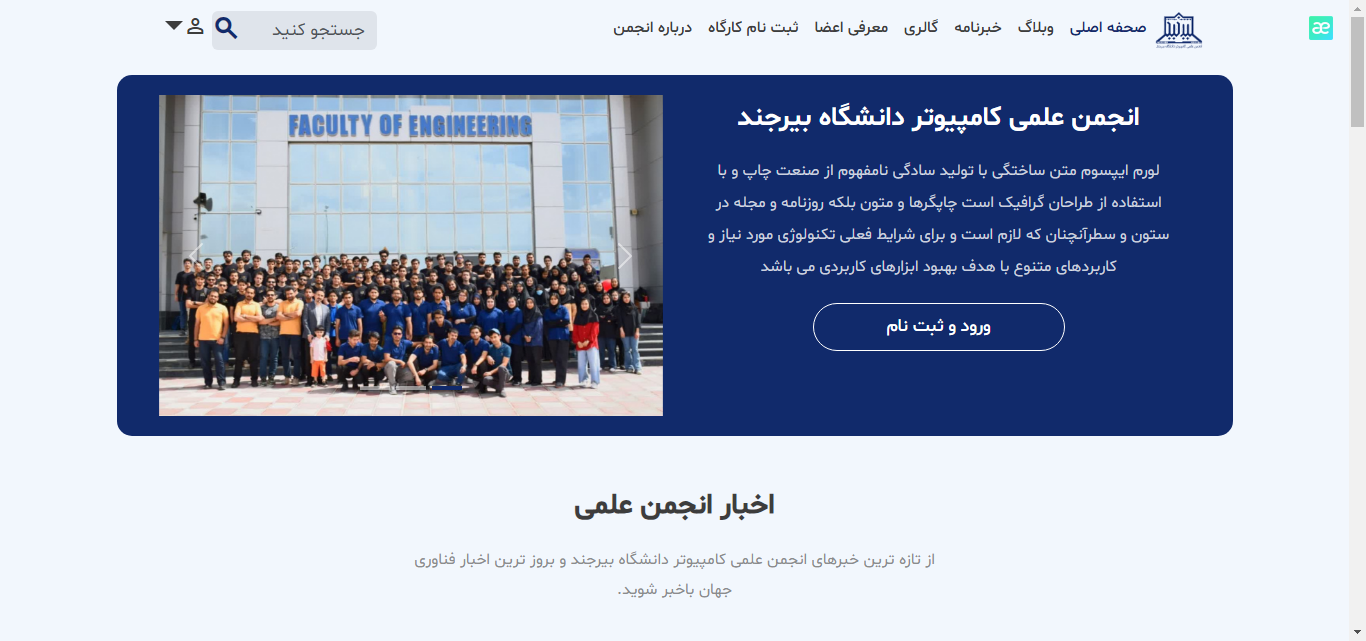 صحفه اصلی
وبلاگ
خبرنامه
گالری
معرفی اعضا
ثبت نام کارگاه
درباره انجمن
جستجو کنید
æ
انجمن علمی کامپیوتر دانشگاه بیرجند
لورم ایپسوم متن ساختگی با تولید سادگی نامفهوم از صنعت چاپ و با
استفاده از طراحان گرافیک است چاپگرها و متون بلکه روزنامه و مجله در
ستون و سطرآنچنان که لازم است و برای شرایط فعلی تکنولوژی مورد نیاز و
کاربردهای متنوع با هدف بهبود ابزارهای کاربردی می باشد
ورود و ثبت نام
FACULTY OF ENGINEERING
اخبار انجمن علمی
از تازه ترین خبرهای انجمن علمی کامپیوتر دانشگاه بیرجند و بروز ترین اخبار فناوری
جهان باخبر شوید.